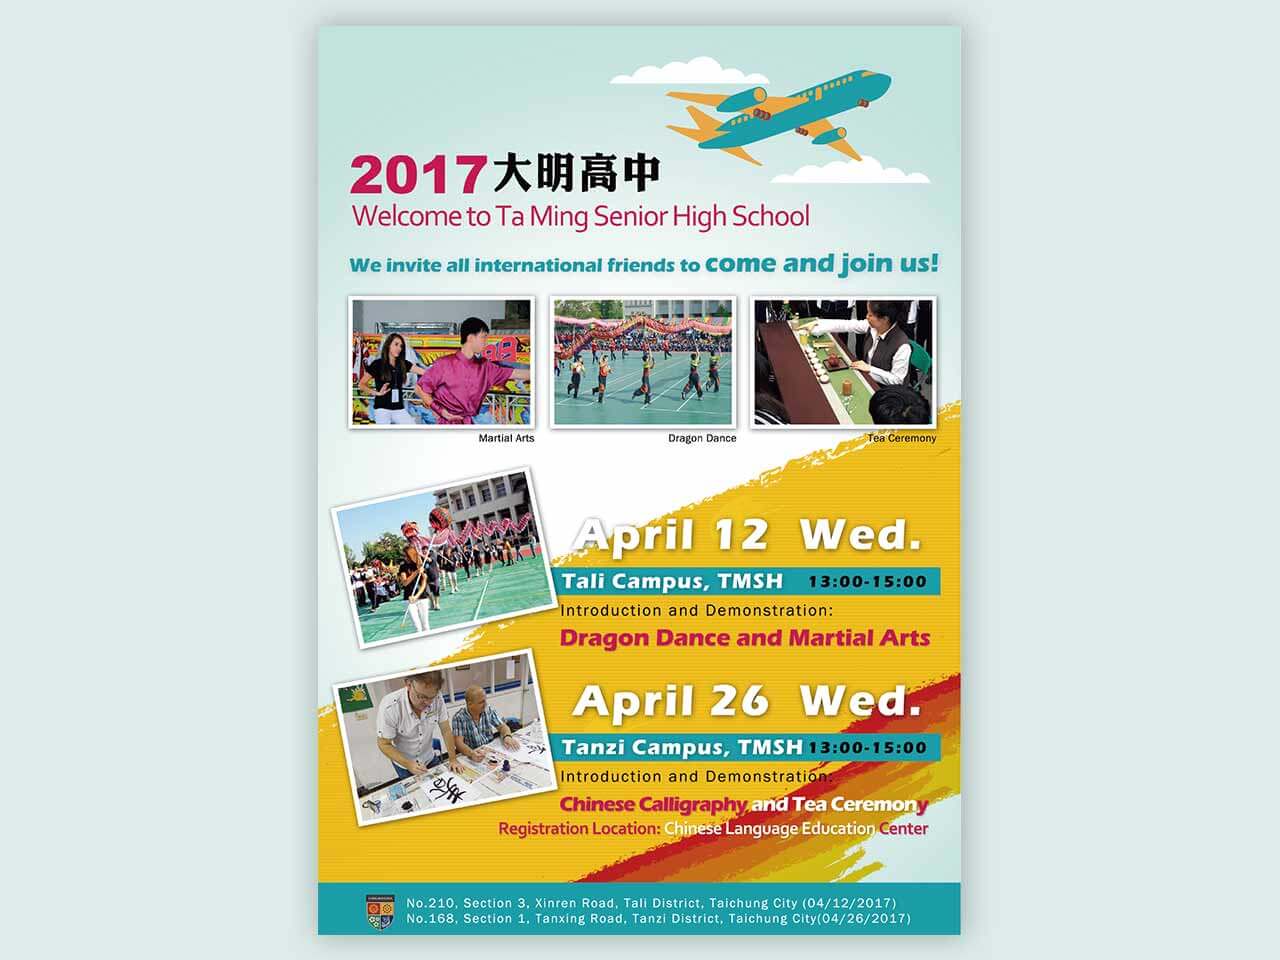 2017大明高中
Welcome to Ta Ming Senior High School
We invite all international friends to come and join us!
Martial Arts
Dragon Dance
Tea Ceremony
April 12 Wed.
Tali Campus, TMSH 13:00-15:00
Introduction and Demonstration:
Dragon Dance and Martial Arts
April 26 Wed.
Tanzi Campus, TMSH 13:00-15:00
Introduction and Demonstration:
Chinese Calligraphy and Tea Ceremony
Registration Location: Chinese Language Education Center
No.210, Section 3, Xinren Road, Tali District, Taichung City (04/12/2017)
No.168, Section 1, Tanxing Road, Tanzi District, Taichung City(04/26/2017)